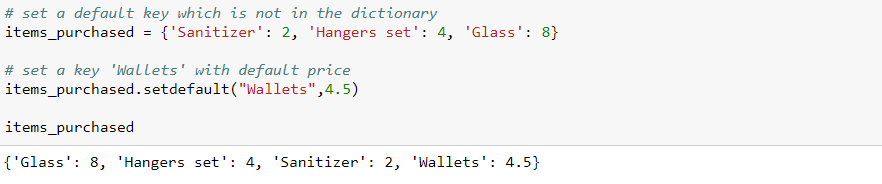 # set a default key which is not in the dictionary
items_purchased = {'Sanitizer': 2, 'Hangers set': 4, 'Glass': 8}
# set a key 'Wallets' with default price
items_purchased.setdefault("Wallets",4.5)
items_purchased
{'Glass': 8, 'Hangers set': 4, 'Sanitizer': 2, 'Wallets': 4.5}